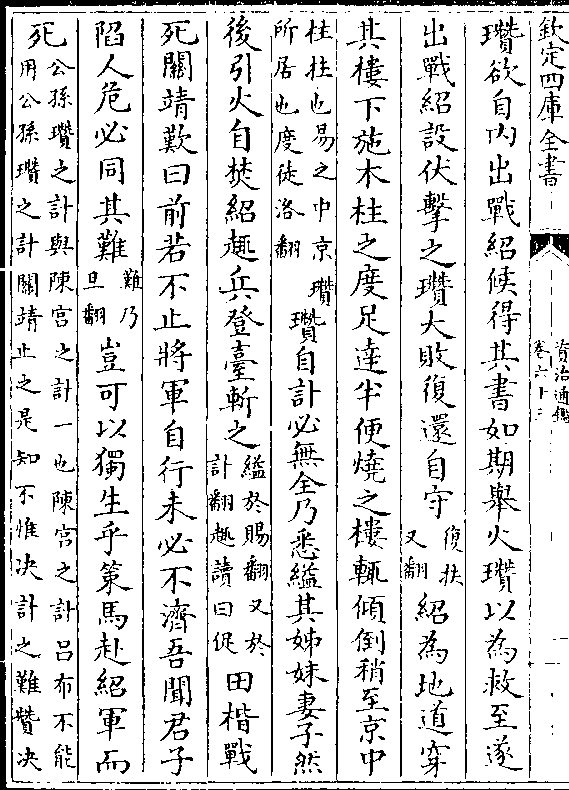 欽定四庫全書
資治通鑑
卷六十三
瓚欲自内出戰紹候得其書如期舉火瓚以為救至遂
出戰紹設伏擊之瓚大敗復還自守復扶又翻紹為地道穿
其樓下施木柱之度足達半便燒之樓輒傾倒稍至京中
柱柱也易之中京瓚所居也度徒洛翻瓚自計必無全乃悉縊其姊妹妻子然
後引火自焚紹趣兵登臺斬之縊於賜翻又於計翻趣讀曰促田楷戰
死關靖歎曰前若不止將軍自行未必不濟吾聞君子
陷人危必同其難難乃旦翻豈可以獨生乎策馬赴紹軍而
死公孫瓚之計與陳宫之計一也陳宫之計吕布不能用公孫瓚之計關靖止之是知不惟决計之難贊决